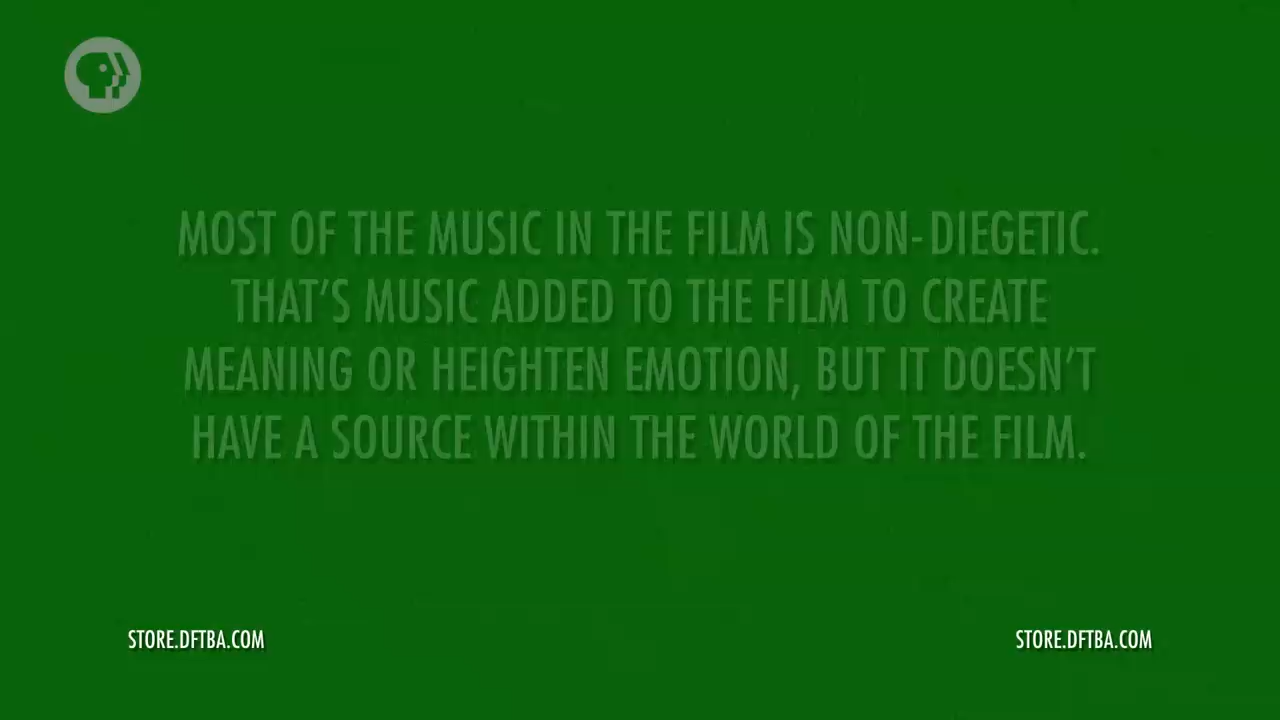 MOST OF THE MUSIC IN THE FILM IS NON-DIEGETIC.
THAT'S MUSIC ADDED TO THE FILM TO CREATE
MEANING OR HEIGHTEN EMOTION, BUT IT DOESN'T
HAVE A SOURCE WITHIN THE WORLD OF THE FILM.
STORE.DFTBA.COM
STORE.DFTBA.COM